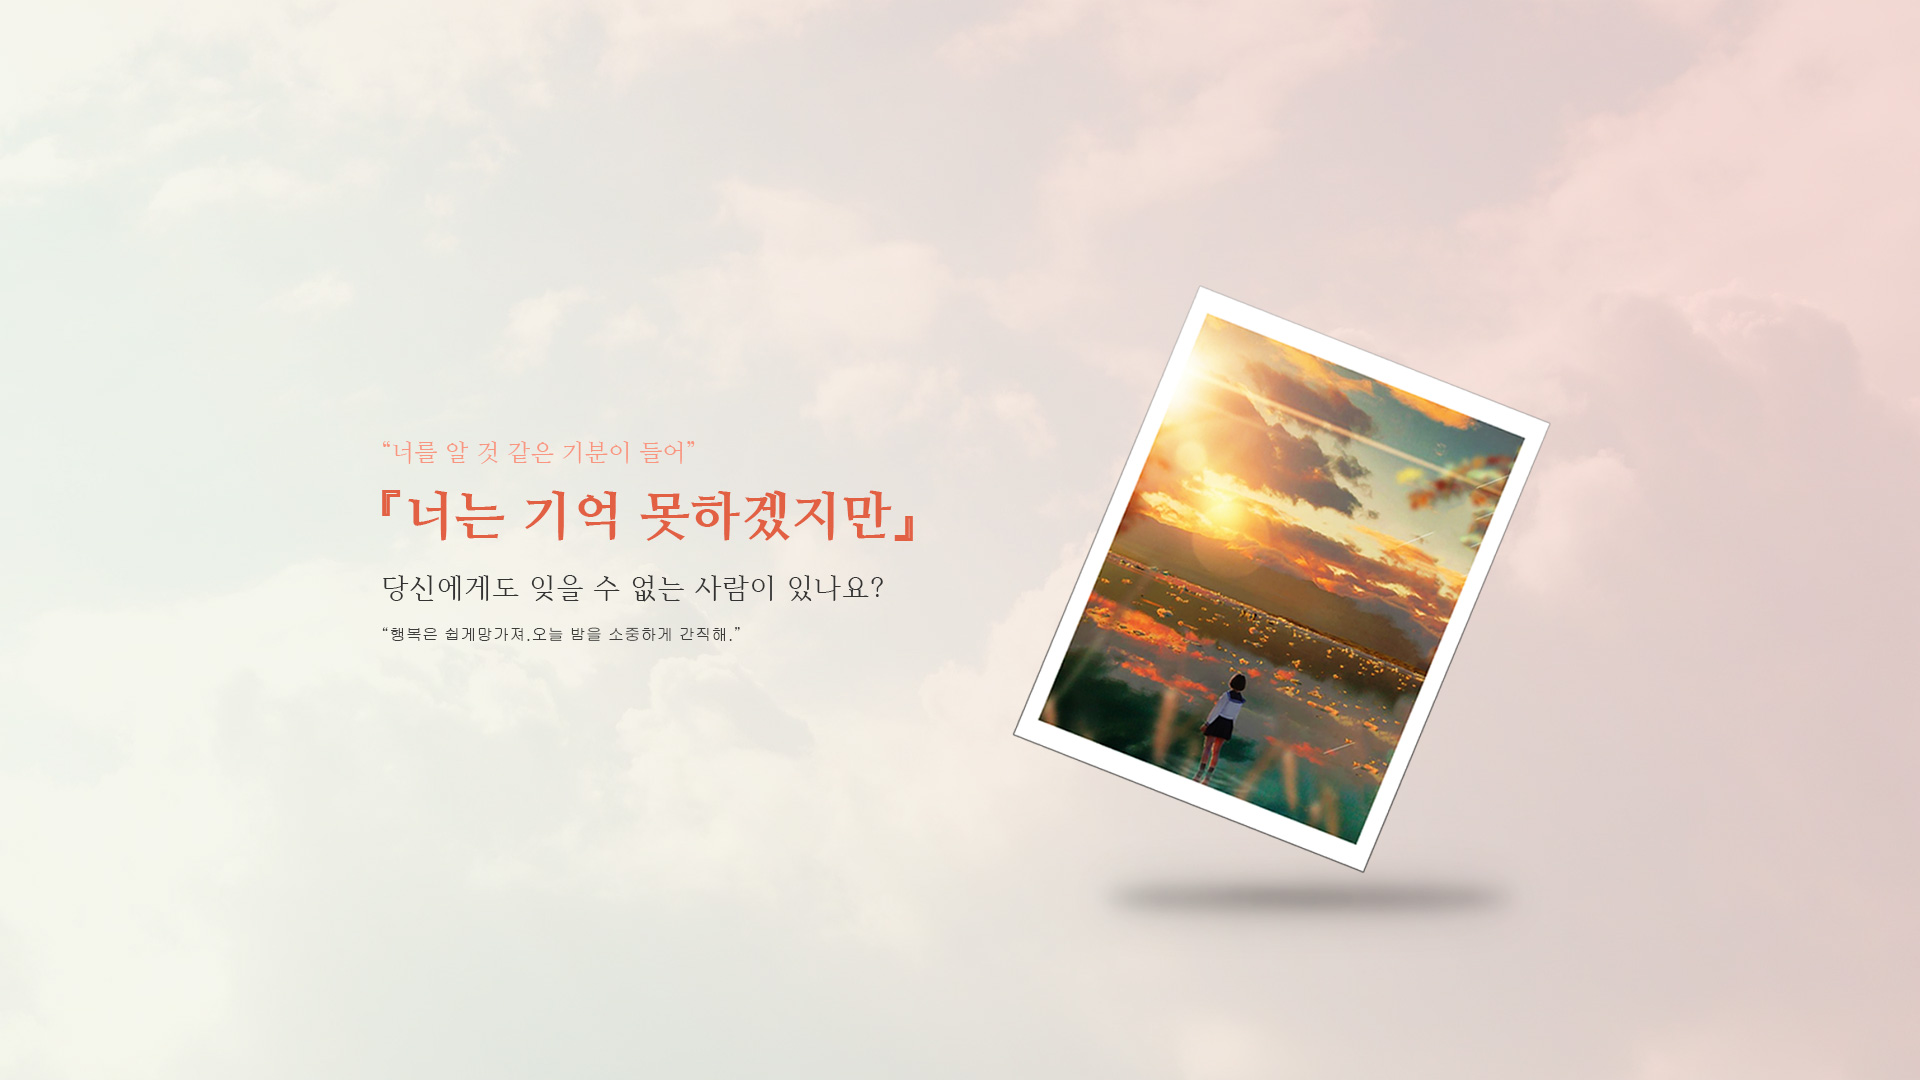 “너를 알 것 같은 기분이 들어”
『너는 기억 못하겠지만』
당신에게도 잊을 수 없는 사람이 있나요?
“행복은 쉽게망가져.오늘 밤을 소중하게 간직해.”